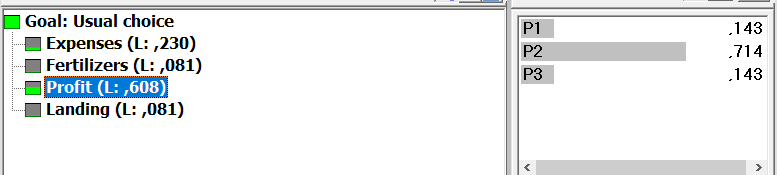 Goal: Usual choice
Expenses (L: ,230)
Fertilizers (L: ,081)
Profit (L: ,608)
Landing (L: ,081)
P1 ,143
P2 ,714
P3 ,143